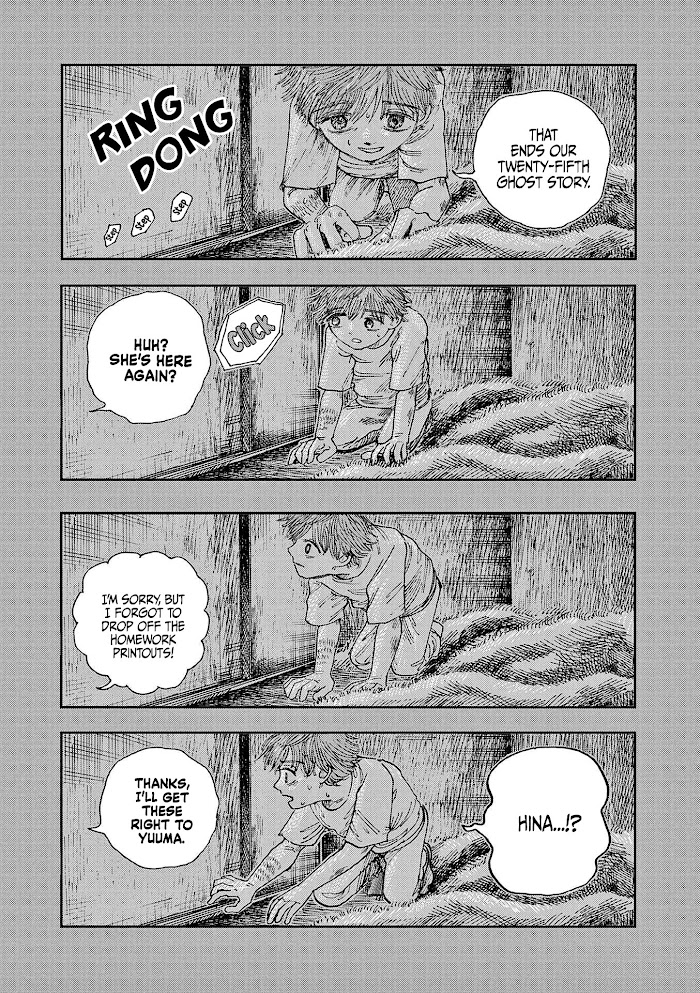 RING
DONG
STEP
STEP
STEP
THAT
ENDS OUR
TWENTY-FIFTH
GHOST STORY.
CLICK
HUH?
SHE'S HERE
AGAIN?
I'M SORRY, BUT
I FORGOT TO
DROP OFF THE
HOMEWORK
PRINTOUTS!
HINA...!?
THANKS,
I'LL GET
THESE
RIGHT TO
YUUMA.